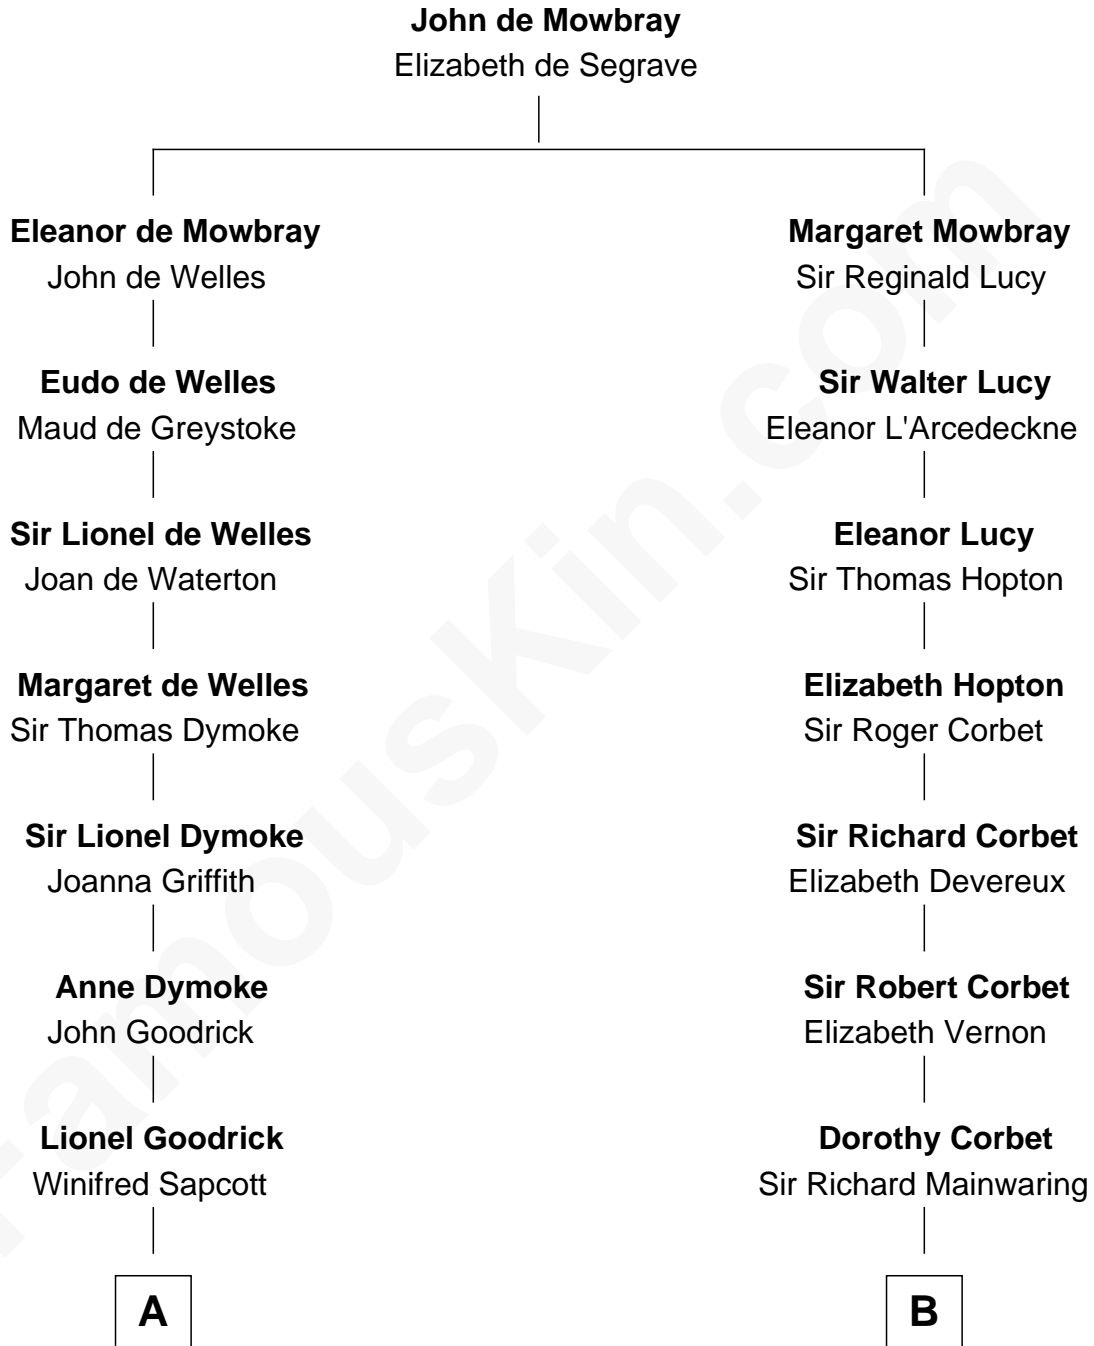 John de Mowbray
Elizabeth de Segrave
Eleanor de Mowbray
John de Welles
Margaret Mowbray
Sir Reginald Lucy
Eudo de Welles
Maud de Greystoke
Sir Walter Lucy
Eleanor L'Arcedeckne
Sir Lionel de Welles
Joan de Waterton
Eleanor Lucy
Sir Thomas Hopton
Margaret de Welles
Sir Thomas Dymoke
Elizabeth Hopton
Sir Roger Corbet
Sir Lionel Dymoke
Joanna Griffith
Sir Richard Corbet
Elizabeth Devereux
Anne Dymoke
John Goodrick
Sir Robert Corbet
Elizabeth Vernon
Lionel Goodrick
Winifred Sapcott
Dorothy Corbet
Sir Richard Mainwaring
A
B
FamousKin.com